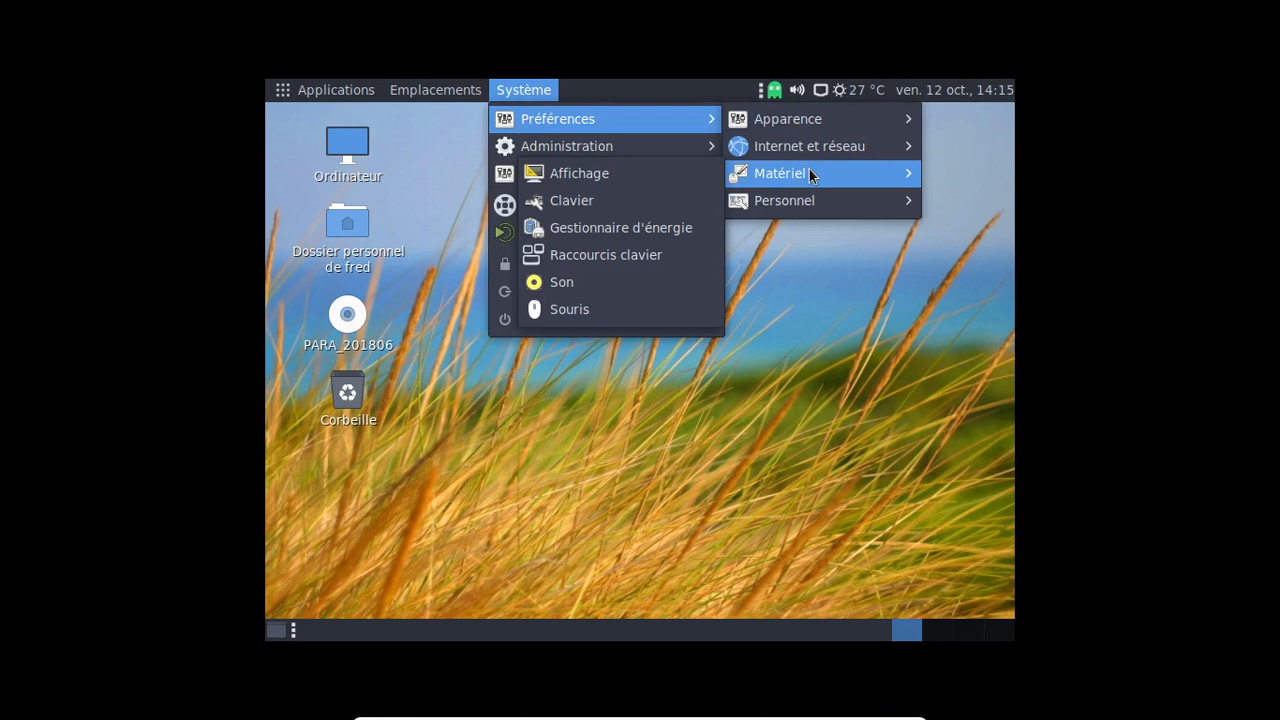 Applications Emplacements Système 27 °C ven. 12 oct., 14:15
Préférences
Administration
Apparence
Internet et réseau
Matériel
Personnel
Affichage
Clavier
Gestionnaire d'énergie
Raccourcis clavier
Son
Souris
Ordinateur
Dossier personnel
de fred
PARA_201806
Corbeille